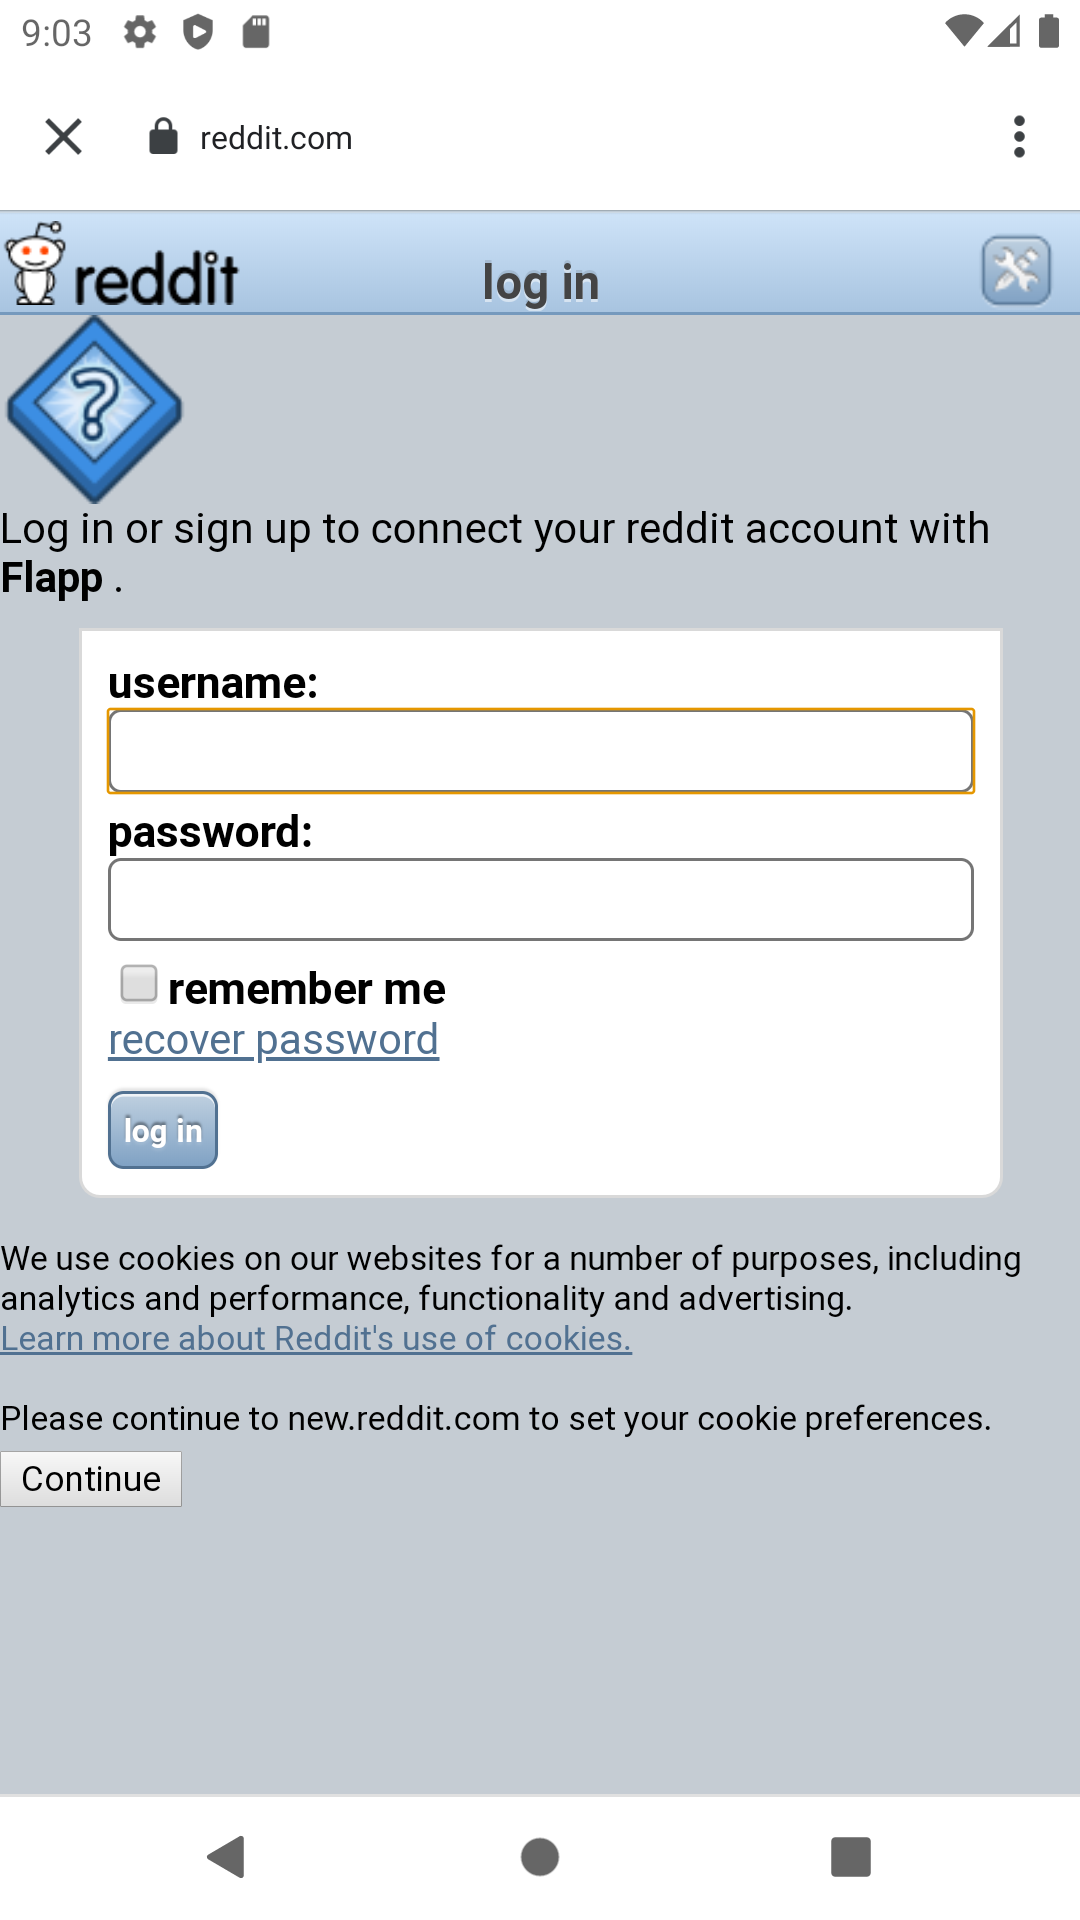 9:03
reddit.com
reddit
log in
?
Log in or sign up to connect your reddit account with
Flapp .
username:
password:
remember me
recover password
log in
We use cookies on our websites for a number of purposes, including
analytics and performance, functionality and advertising.
Learn more about Reddit's use of cookies.
Please continue to new.reddit.com to set your cookie preferences.
Continue